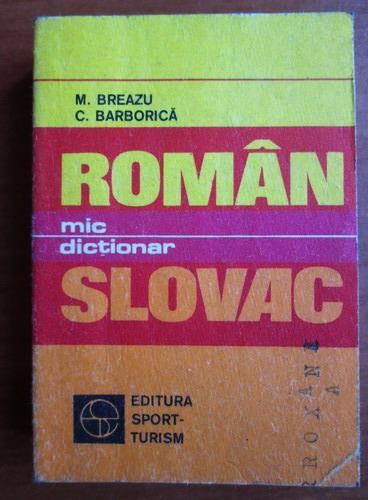 M. BREAZU
C. BARBORICĂ
ROMÂN
mic
dicționar
SLOVAC
EDITURA
SPORT-
TURISM